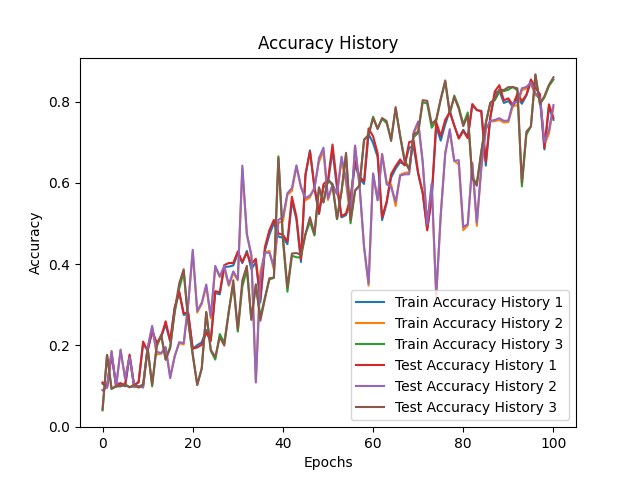 Accuracy History
0.8
0.6
0.4
0.2
0.0
Accuracy
0
20
40
60
80
100
Epochs
Train Accuracy History 1
Train Accuracy History 2
Train Accuracy History 3
Test Accuracy History 1
Test Accuracy History 2
Test Accuracy History 3